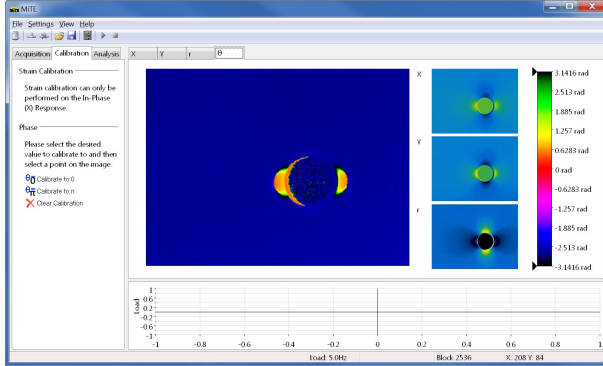 MiTE
File Settings View Help
Acquisition Calibration Analysis
X Y r θ
Strain Calibration
Strain calibration can only be
performed on the In-Phase
(X) Response.
Phase
Please select the desired
value to calibrate to and then
select a point on the image.
θ0 Calibrate to 0
θπ Calibrate to π
Clear Calibration
X
Y
r
3.1416 rad
2.513 rad
1.885 rad
1.257 rad
0.6283 rad
0 rad
-0.6283 rad
-1.257 rad
-1.885 rad
-2.513 rad
-3.1416 rad
Load
1
0.6
0.2
-0.2
-0.6
-1
-1 -0.8 -0.6 -0.4 -0.2 0 0.2 0.4 0.6 0.8 1
Load: 5.0Hz Block 2536 X: 208 Y: 84